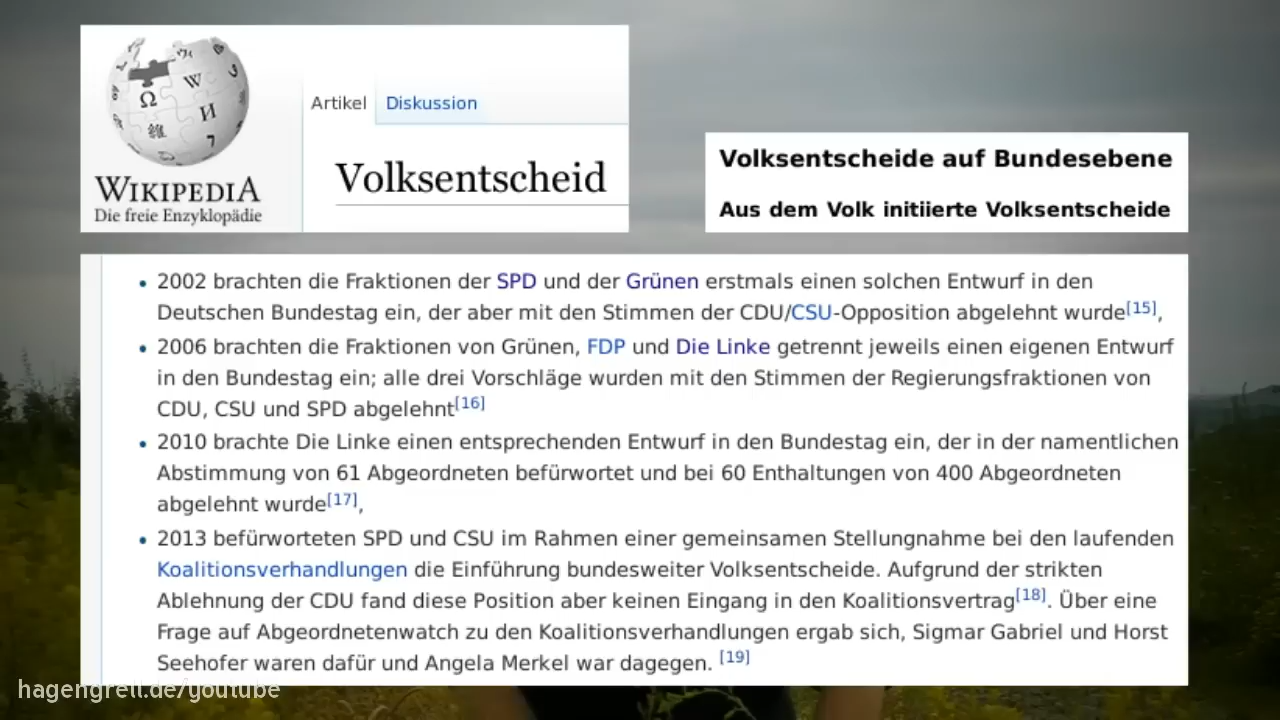 Artikel Diskussion
WIKIPEDIA
Die freie Enzyklopädie
Volksentscheid
Volksentscheide auf Bundesebene
Aus dem Volk initiierte Volksentscheide
• 2002 brachten die Fraktionen der SPD und der Grünen erstmals einen solchen Entwurf in den
Deutschen Bundestag ein, der aber mit den Stimmen der CDU/CSU-Opposition abgelehnt wurde[15],
• 2006 brachten die Fraktionen von Grünen, FDP und Die Linke getrennt jeweils einen eigenen Entwurf
in den Bundestag ein; alle drei Vorschläge wurden mit den Stimmen der Regierungsfraktionen von
CDU, CSU und SPD abgelehnt[16]
• 2010 brachte Die Linke einen entsprechenden Entwurf in den Bundestag ein, der in der namentlichen
Abstimmung von 61 Abgeordneten befürwortet und bei 60 Enthaltungen von 400 Abgeordneten
abgelehnt wurde[17],
• 2013 befürworteten SPD und CSU im Rahmen einer gemeinsamen Stellungnahme bei den laufenden
Koalitionsverhandlungen die Einführung bundesweiter Volksentscheide. Aufgrund der strikten
Ablehnung der CDU fand diese Position aber keinen Eingang in den Koalitionsvertrag[18]. Über eine
Frage auf Abgeordnetenwatch zu den Koalitionsverhandlungen ergab sich, Sigmar Gabriel und Horst
Seehofer waren dafür und Angela Merkel war dagegen. [19]
hagengrell.de/youtube